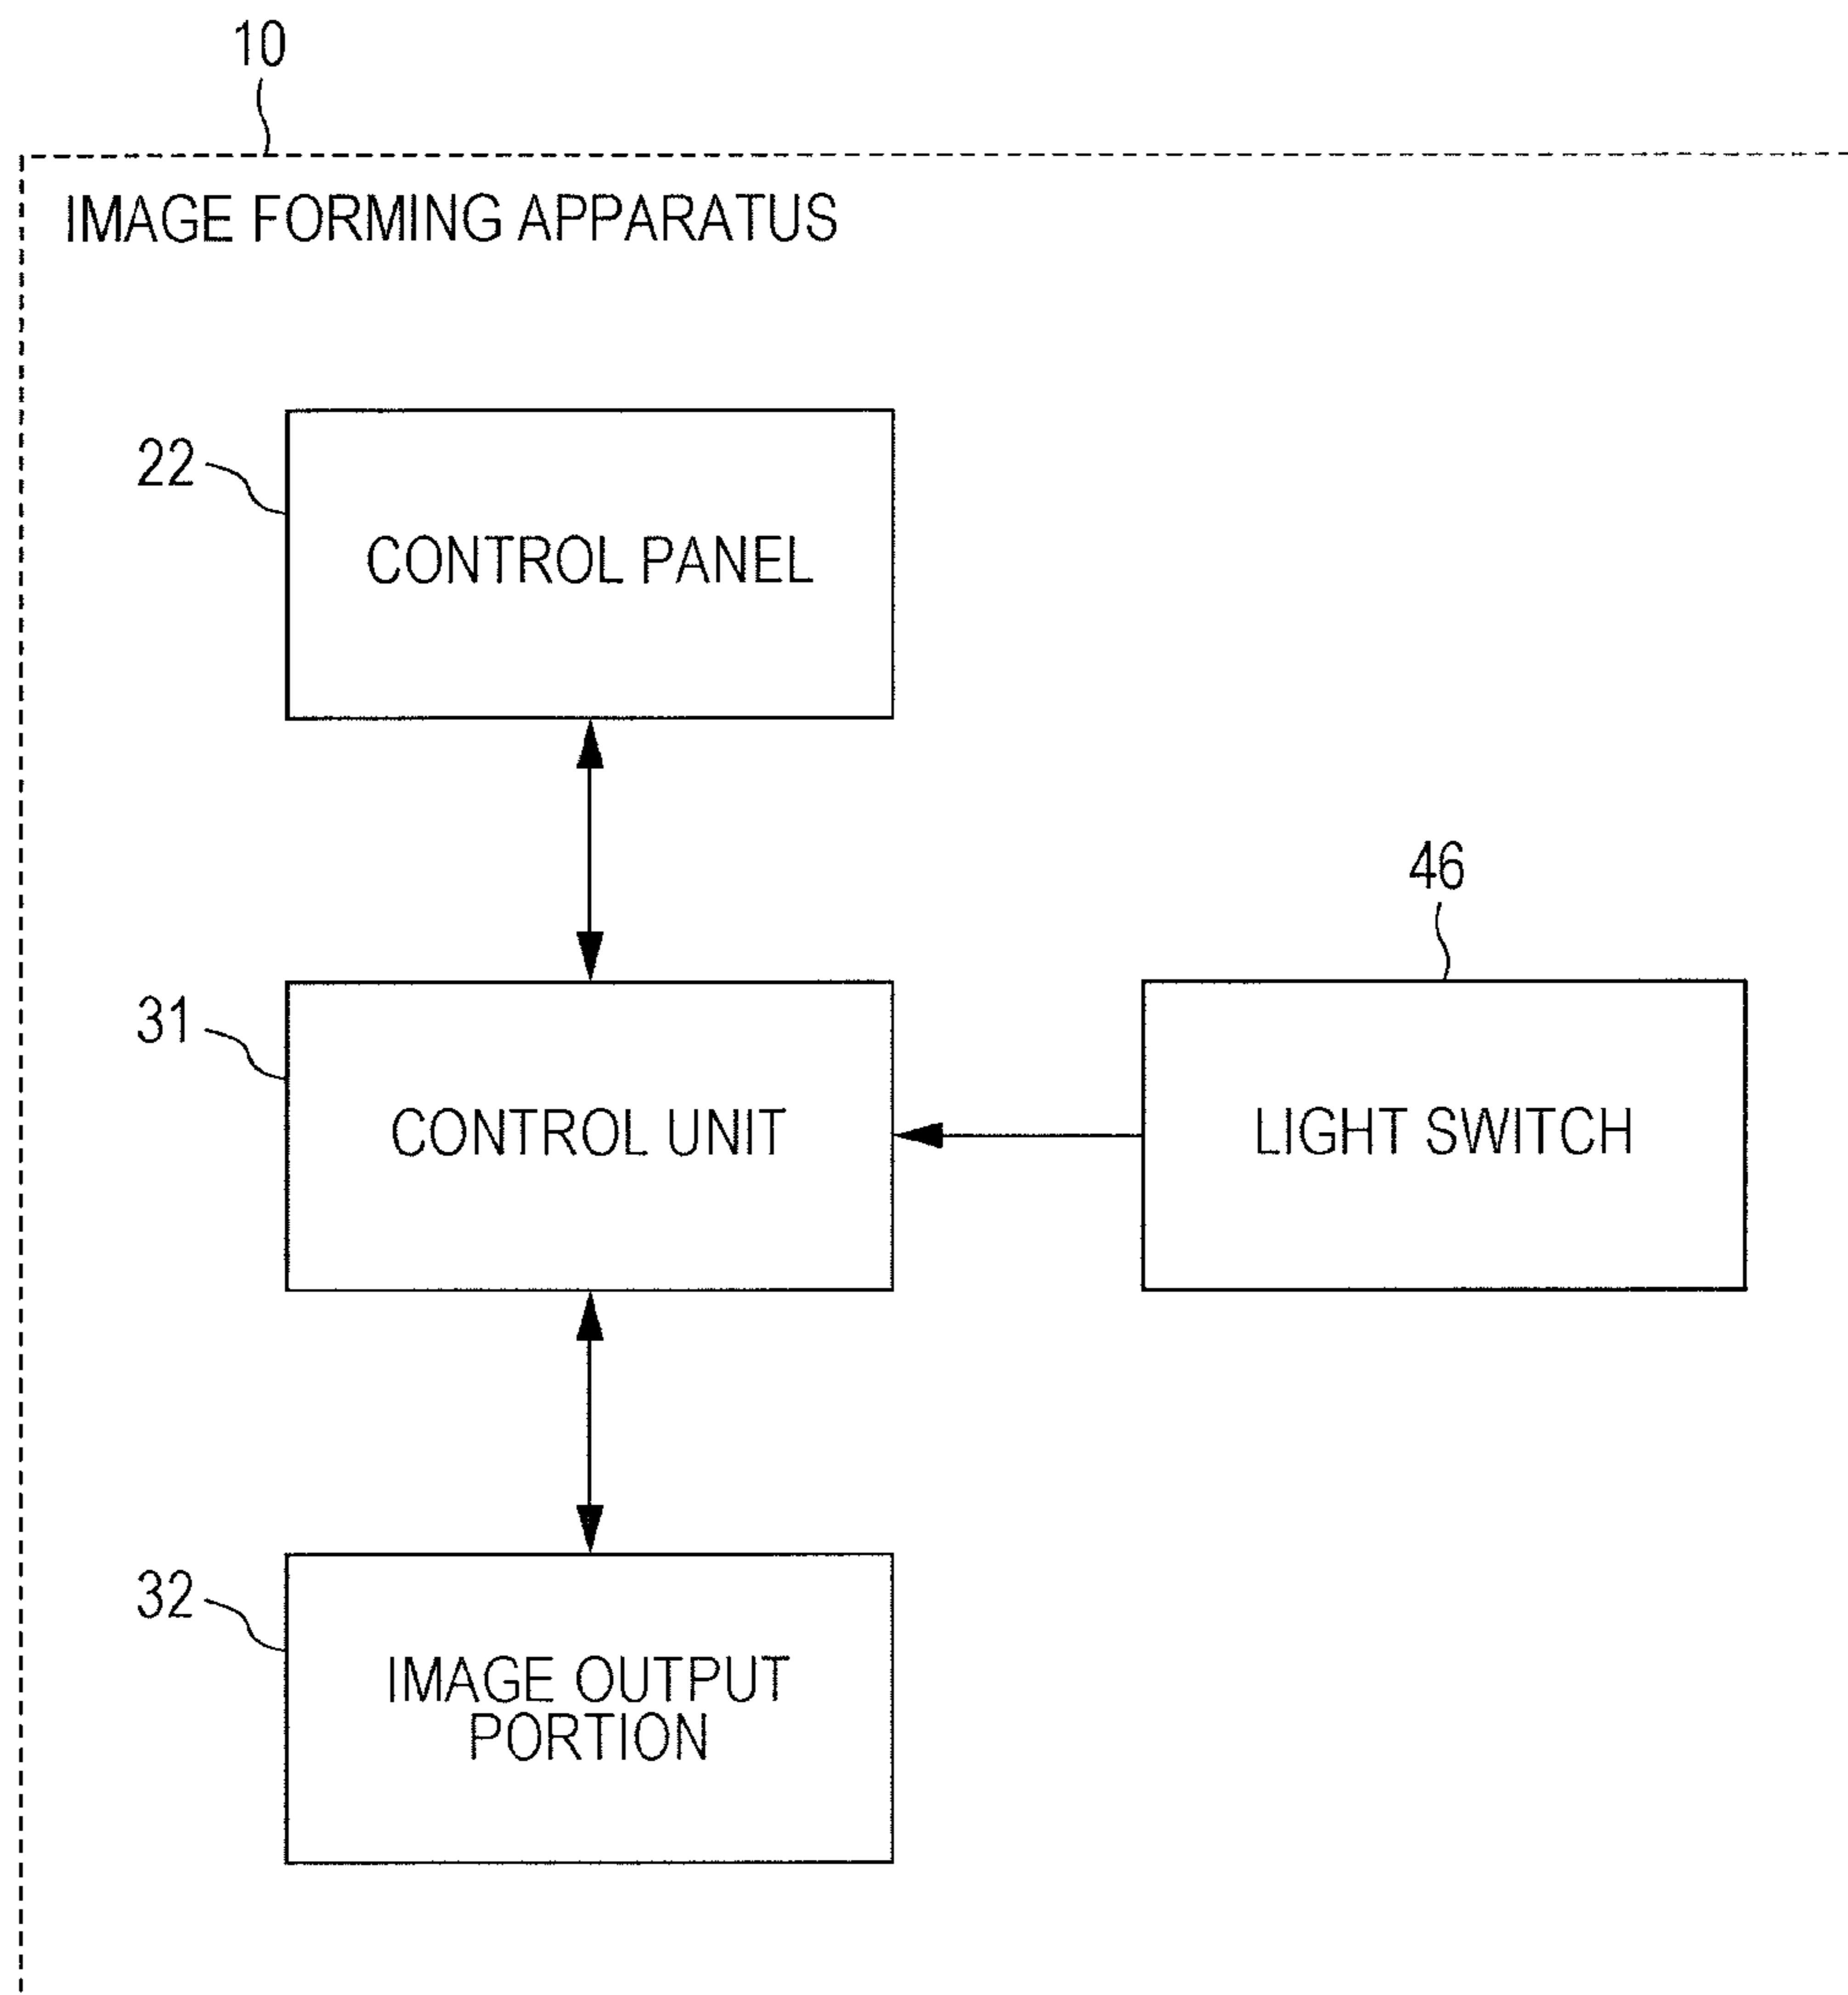 10
IMAGE FORMING APPARATUS
22
CONTROL PANEL
46
31
CONTROL UNIT
LIGHT SWITCH
32
IMAGE OUTPUT
PORTION